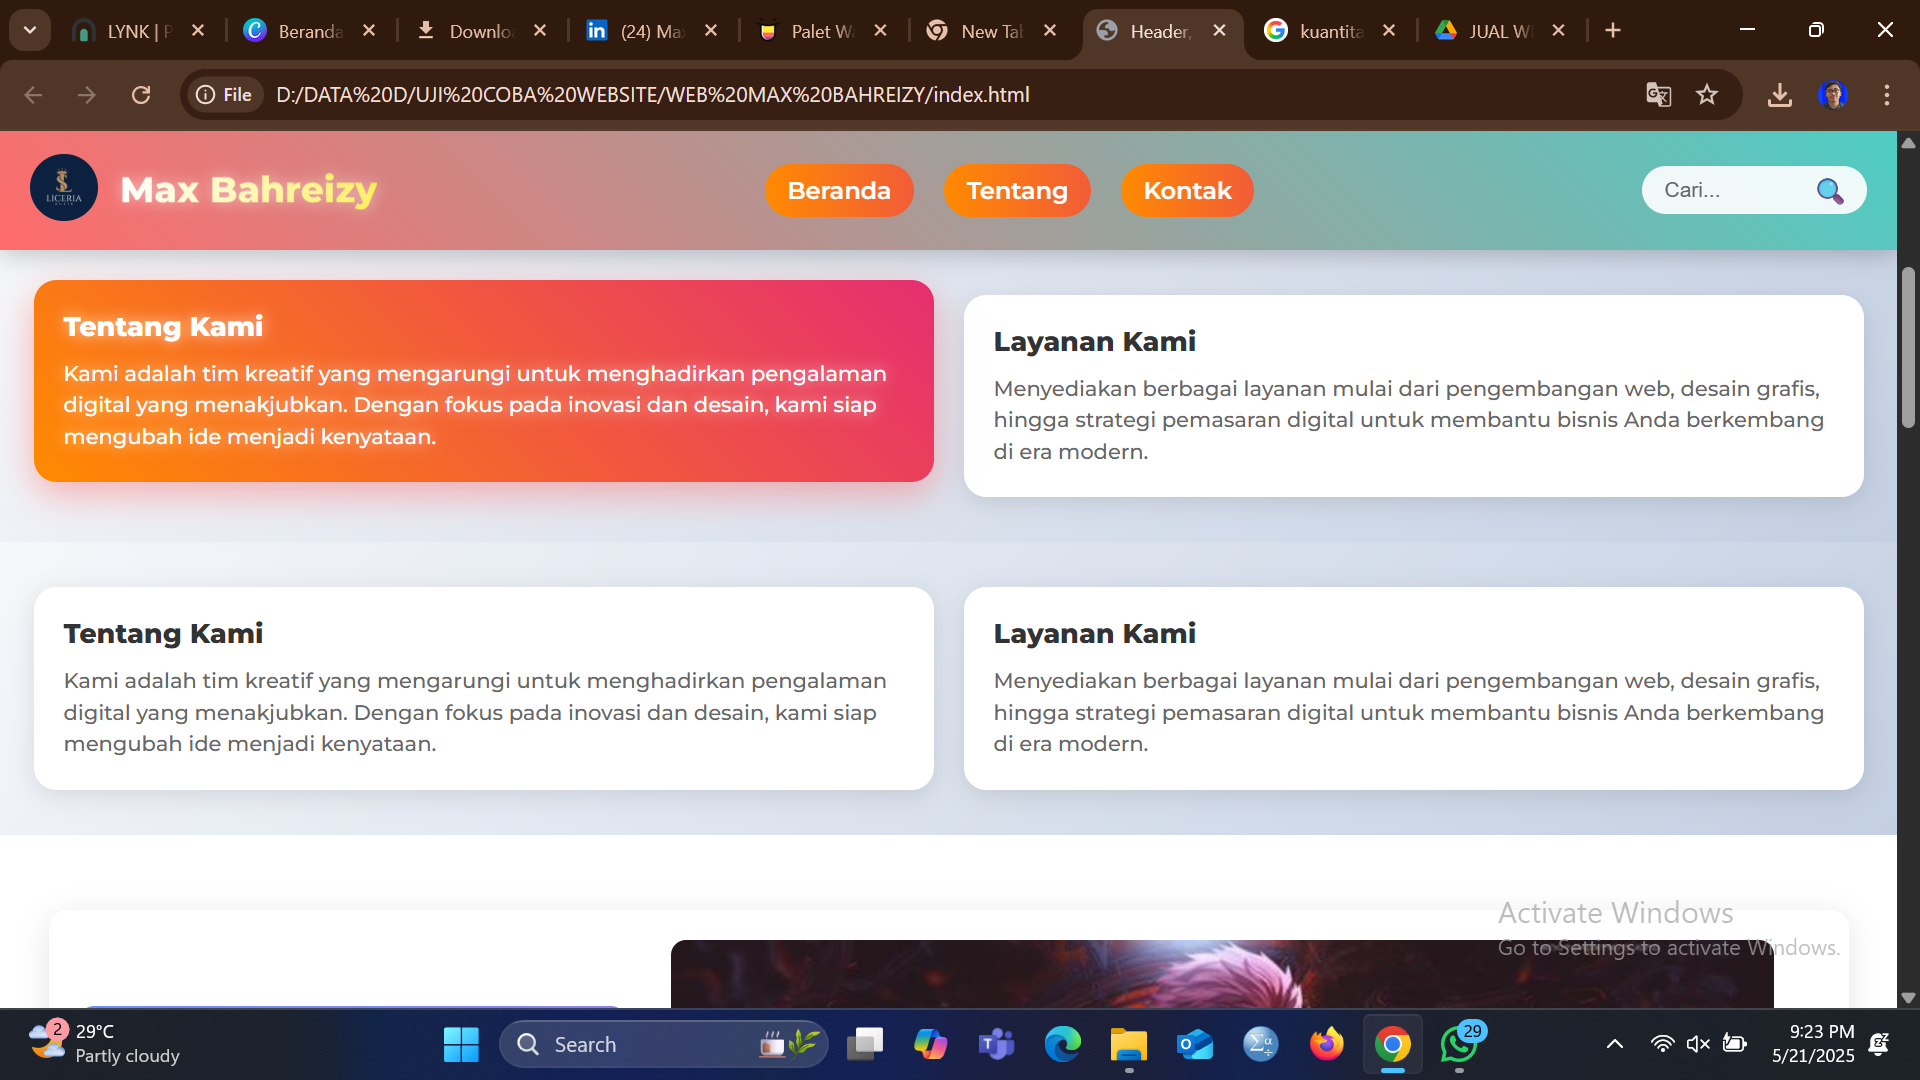 LYNK | P
Beranda
Downlo
(24) Ma
Palet W
New Tab
Header,
kuantita
JUAL W
File
D:/DATA%20D/UJI%20COBA%20WEBSITE/WEB%20MAX%20BAHREIZY/index.html
LICERIA
Max Bahreizy
Beranda
Tentang
Kontak
Cari...
Tentang Kami
Kami adalah tim kreatif yang mengarungi untuk menghadirkan pengalaman
digital yang menakjubkan. Dengan fokus pada inovasi dan desain, kami siap
mengubah ide menjadi kenyataan.
Layanan Kami
Menyediakan berbagai layanan mulai dari pengembangan web, desain grafis,
hingga strategi pemasaran digital untuk membantu bisnis Anda berkembang
di era modern.
Tentang Kami
Kami adalah tim kreatif yang mengarungi untuk menghadirkan pengalaman
digital yang menakjubkan. Dengan fokus pada inovasi dan desain, kami siap
mengubah ide menjadi kenyataan.
Layanan Kami
Menyediakan berbagai layanan mulai dari pengembangan web, desain grafis,
hingga strategi pemasaran digital untuk membantu bisnis Anda berkembang
di era modern.
Activate Windows
Go to Settings to activate Windows.
2
29°C
Partly cloudy
Search
29
9:23 PM
5/21/2025